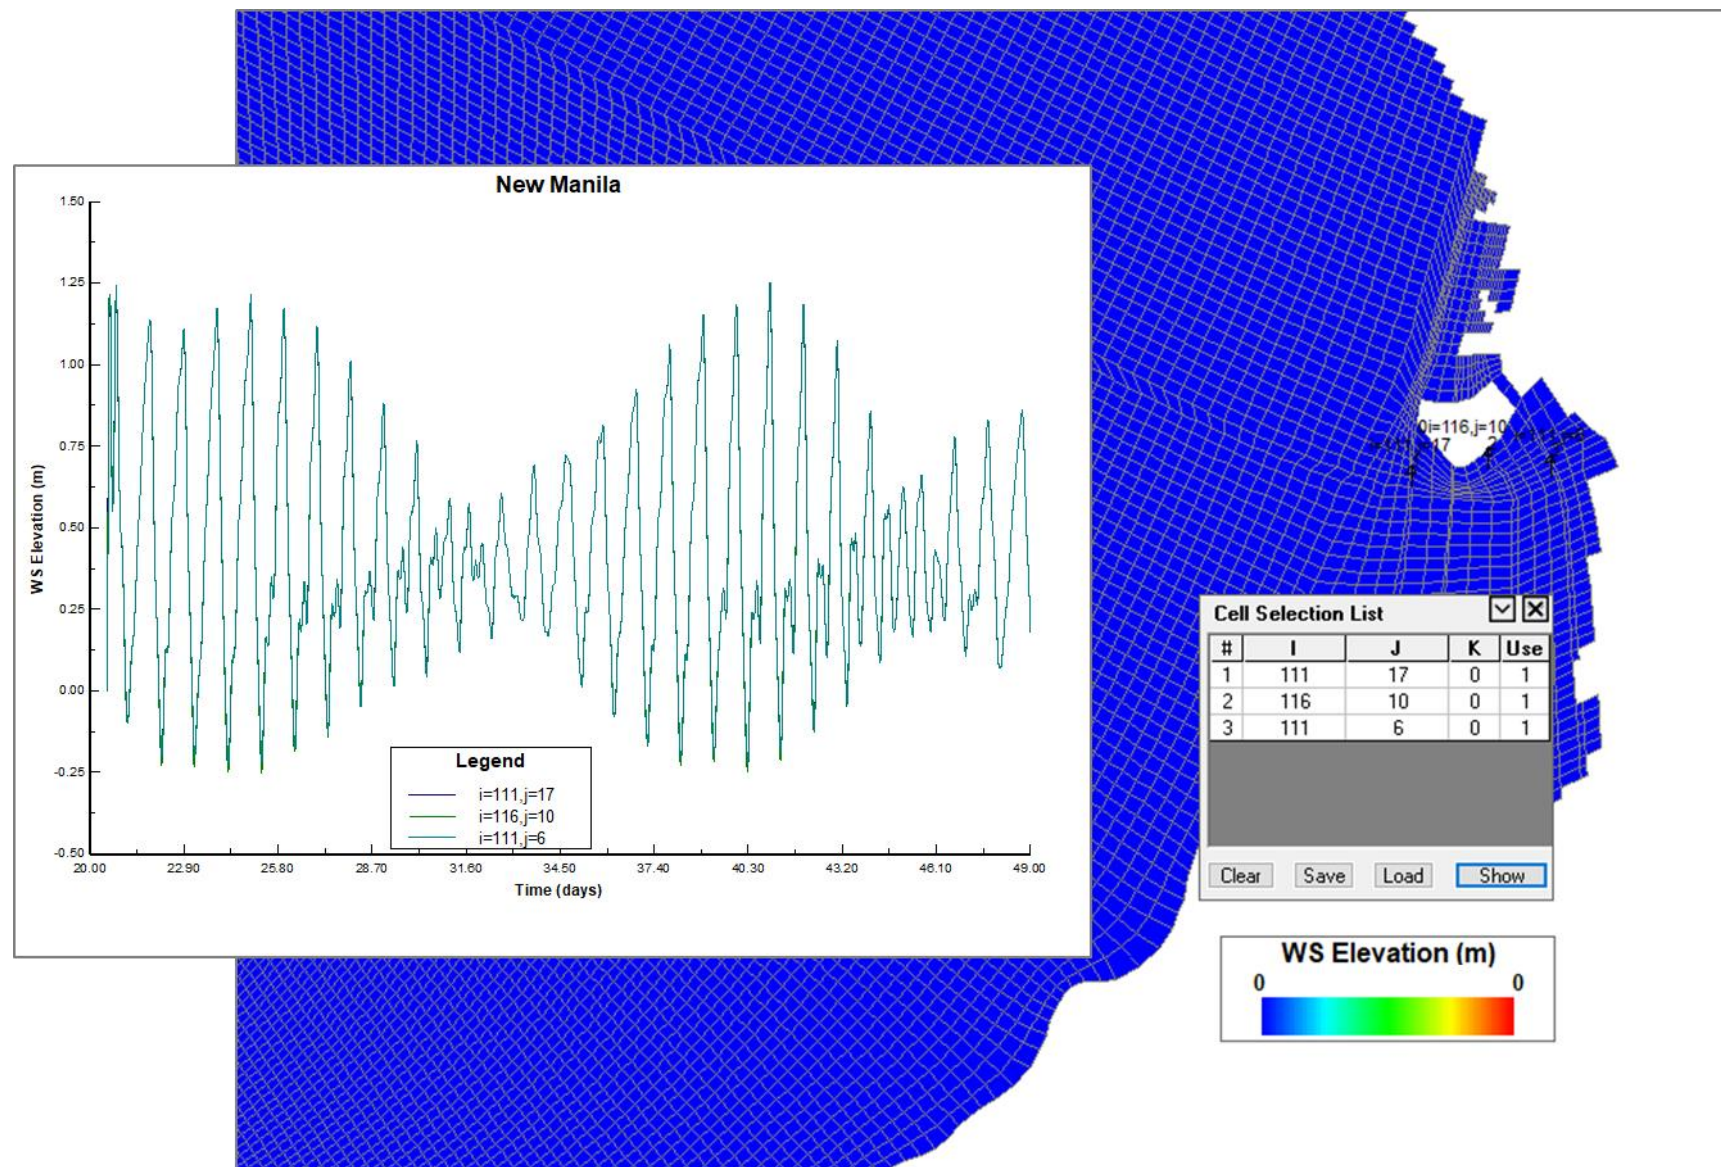 New Manila
1.50
1.25
1.00
0.75
0.50
0.25
0.00
-0.25
-0.50
WS Elevation (m)
20.00 22.90 25.80 28.70 31.60 34.50 37.40 40.30 43.20 46.10 49.00
Time (days)
Legend
i=111,j=17
i=116,j=10
i=111,j=6
0i=116,j=10
Cell Selection List
# I J K Use
1 111 17 0 1
2 116 10 0 1
3 111 6 0 1
Clear Save Load Show
WS Elevation (m)
0 0